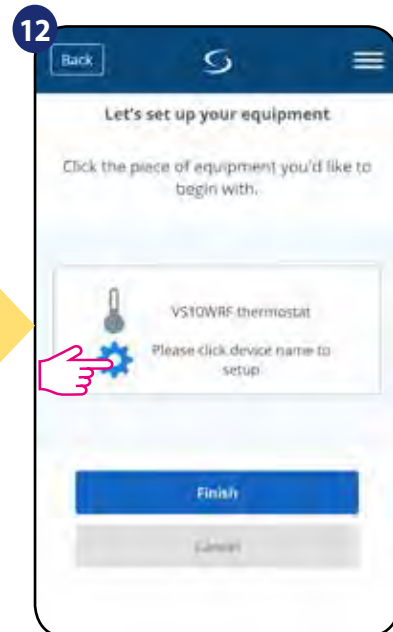 12
Back
Let's set up your equipment
Click the piece of equipment you'd like to
begin with.
VS10WRF thermostat
Please click device name to
setup
Finish
Cancel